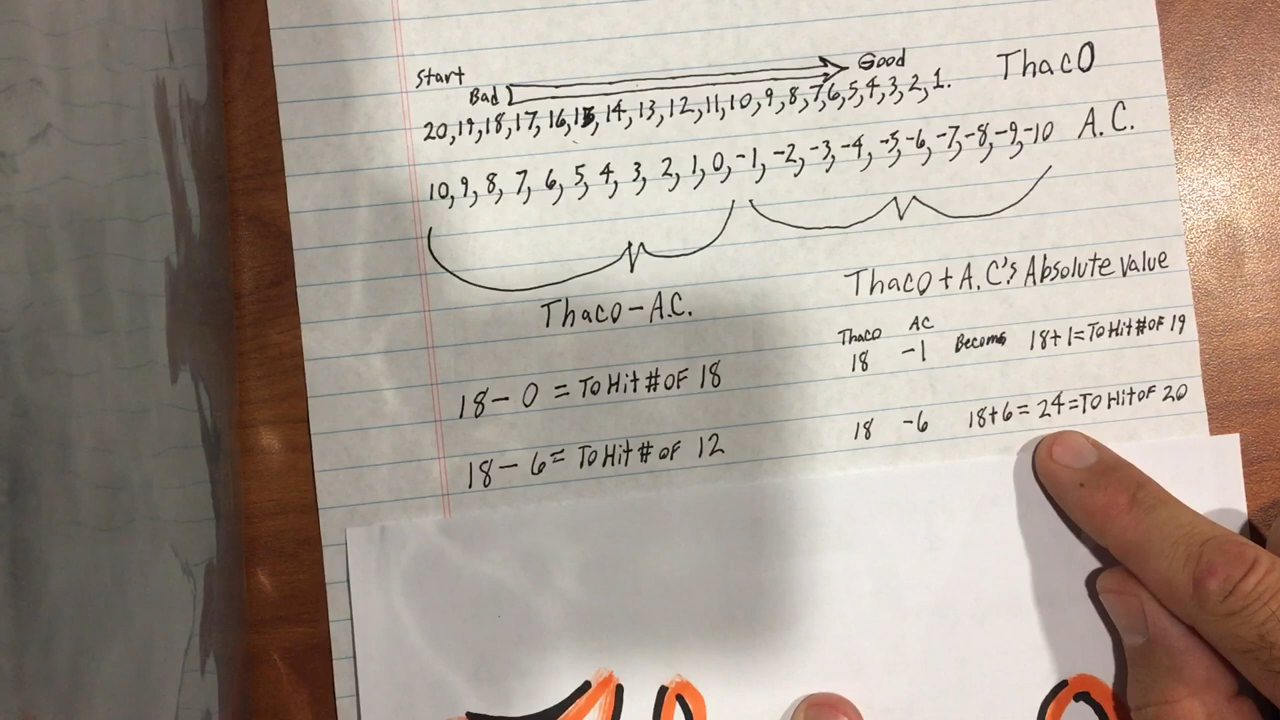 Start
Bad Good ThacO
20,19,18,17,16,15,14,13,12,11,10,9,8,7,6,5,4,3,2,1.
10,9,8,7,6,5,4,3,2,1,0,-1,-2,-3,-4,-5,-6,-7,-8,-9,-10 A.C.
Thaco-A.C.
18-0 = To Hit # OF 18
18-6= To Hit # of 12
Thaco + A.C's Absolute Value
Thaco AC
18 -1 Becoms 18+1=To Hit # OF 19
18 -6 18+6=24=To Hit of 20